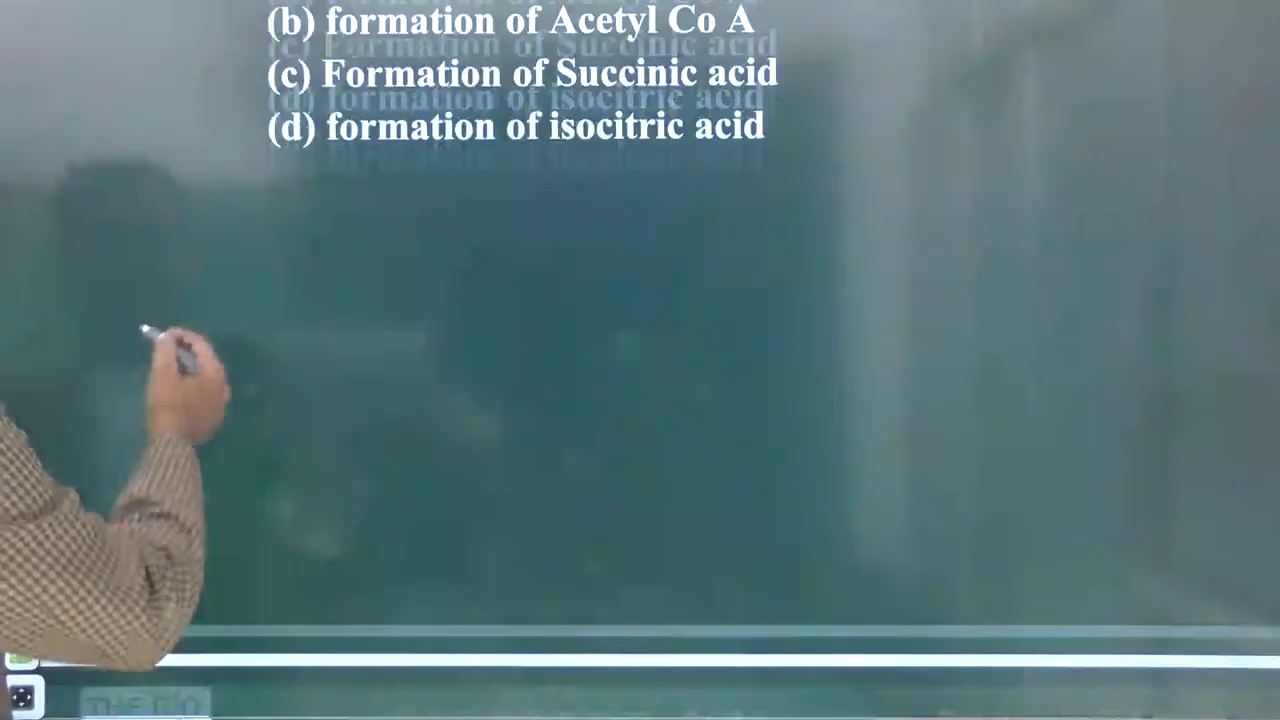 (b) formation of Acetyl Co A
(c) Formation of Succinic acid
(d) formation of isocitric acid